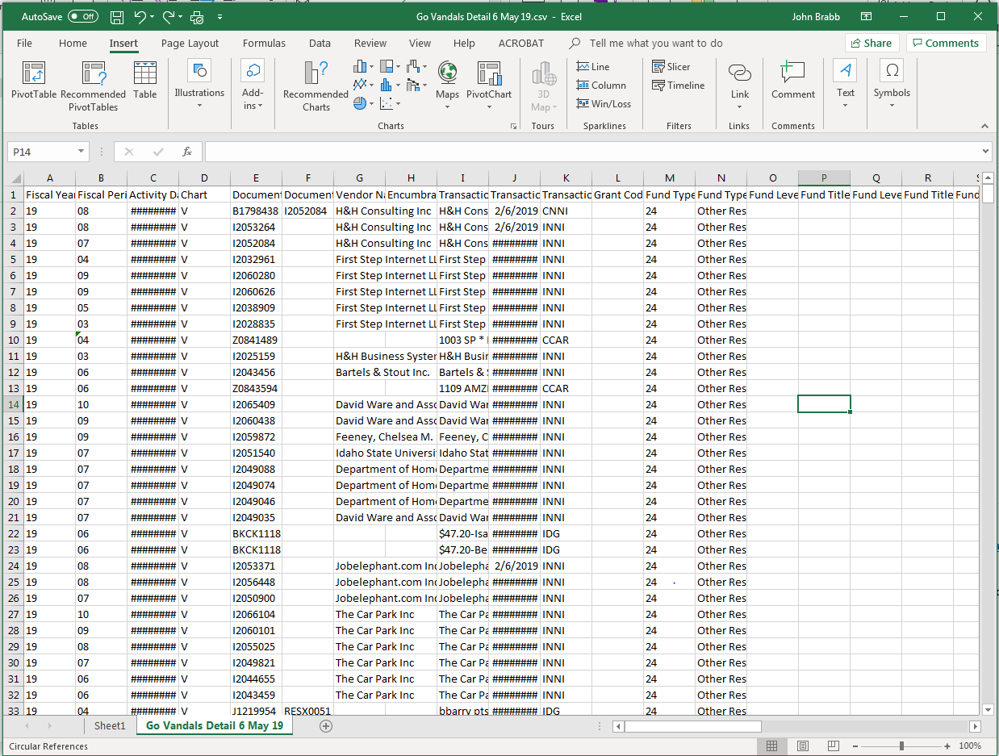 AutoSave Off Go Vandals Detail 6 May 19.csv - Excel John Brabb
File Home Insert Page Layout Formulas Data Review View Help ACROBAT Tell me what you want to do Share Comments
PivotTable Recommended PivotTables Table Illustrations Add-ins Recommended Charts Maps PivotChart 3D Map Line Column Win/Loss Slicer Timeline Link Comment Text Symbols
Tables Charts Tours Sparklines Filters Links Comments
P14 fx
A B C D E F G H I J K L M N O P Q R S
1 Fiscal Year Fiscal Peri Activity Da Chart Document Document Vendor Na Encumbra Transactio Transactio Transactio Grant Cod Fund Type Fund Type Fund Leve Fund Title Fund Leve Fund Title Fund
2 19 08 ######## V B1798438 I2052084 H&H Consulting Inc H&H Cons 2/6/2019 CNNI 24 Other Res
3 19 08 ######## V I2053264 H&H Consulting Inc H&H Cons 2/6/2019 INNI 24 Other Res
4 19 07 ######## V I2052084 H&H Consulting Inc H&H Cons ######## INNI 24 Other Res
5 19 04 ######## V I2032961 First Step Internet LL First Step ######## INNI 24 Other Res
6 19 09 ######## V I2060280 First Step Internet LL First Step ######## INNI 24 Other Res
7 19 09 ######## V I2060626 First Step Internet LL First Step ######## INNI 24 Other Res
8 19 05 ######## V I2038909 First Step Internet LL First Step ######## INNI 24 Other Res
9 19 03 ######## V I2028835 First Step Internet LL First Step ######## INNI 24 Other Res
10 19 04 ######## V Z0841489 1003 SP * ######## CCAR 24 Other Res
11 19 03 ######## V I2025159 H&H Business System H&H Busin ######## INNI 24 Other Res
12 19 06 ######## V I2043456 Bartels & Stout Inc. Bartels & ######## INNI 24 Other Res
13 19 06 ######## V Z0843594 1109 AMZ ######## CCAR 24 Other Res
14 19 10 ######## V I2065409 David Ware and Asso David War ######## INNI 24 Other Res
15 19 09 ######## V I2060438 David Ware and Asso David War ######## INNI 24 Other Res
16 19 09 ######## V I2059872 Feeney, Chelsea M. Feeney, C ######## INNI 24 Other Res
17 19 07 ######## V I2051540 Idaho State Universit Idaho Stat ######## INNI 24 Other Res
18 19 07 ######## V I2049088 Department of Hom Departme ######## INNI 24 Other Res
19 19 07 ######## V I2049074 Department of Hom Departme ######## INNI 24 Other Res
20 19 07 ######## V I2049046 Department of Hom Departme ######## INNI 24 Other Res
21 19 07 ######## V I2049035 David Ware and Asso David War ######## INNI 24 Other Res
22 19 06 ######## V BKCK1118 $47.20-Isa ######## IDG 24 Other Res
23 19 06 ######## V BKCK1118 $47.20-Be ######## IDG 24 Other Res
24 19 08 ######## V I2053371 Jobelephant.com Inc Jobelepha 2/6/2019 INNI 24 Other Res
25 19 08 ######## V I2056448 Jobelephant.com Inc Jobelepha ######## INNI 24 Other Res
26 19 07 ######## V I2050900 Jobelephant.com Inc Jobelepha ######## INNI 24 Other Res
27 19 10 ######## V I2066104 The Car Park Inc The Car Pa ######## INNI 24 Other Res
28 19 09 ######## V I2060101 The Car Park Inc The Car Pa ######## INNI 24 Other Res
29 19 08 ######## V I2055025 The Car Park Inc The Car Pa ######## INNI 24 Other Res
30 19 07 ######## V I2049821 The Car Park Inc The Car Pa ######## INNI 24 Other Res
31 19 06 ######## V I2044655 The Car Park Inc The Car Pa ######## INNI 24 Other Res
32 19 06 ######## V I2043459 The Car Park Inc The Car Pa ######## INNI 24 Other Res
33 19 04 ######## V J1219954 RESX0051 bbarry pts ######## IDG 24 Other Res
Sheet1 Go Vandals Detail 6 May 19
Circular References 100%